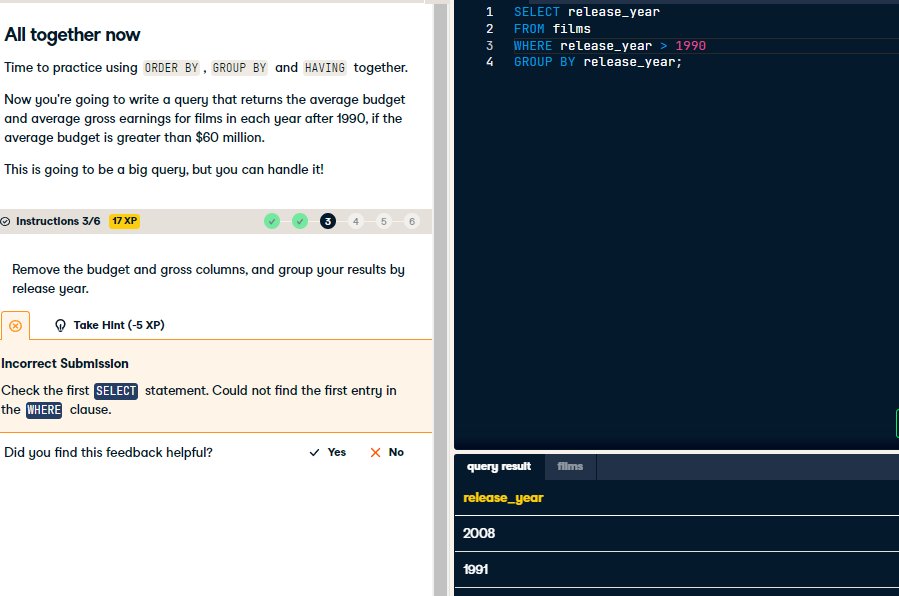 All together now
Time to practice using ORDER BY , GROUP BY and HAVING together.
Now you're going to write a query that returns the average budget
and average gross earnings for films in each year after 1990, if the
average budget is greater than $60 million.
This is going to be a big query, but you can handle it!
Instructions 3/6 17 XP 3 4 5 6
Remove the budget and gross columns, and group your results by
release year.
Take Hint (-5 XP)
Incorrect Submission
Check the first SELECT statement. Could not find the first entry in
the WHERE clause.
Did you find this feedback helpful? Yes No
1 SELECT release_year
2 FROM films
3 WHERE release_year > 1990
4 GROUP BY release_year;
query result films
release_year
2008
1991